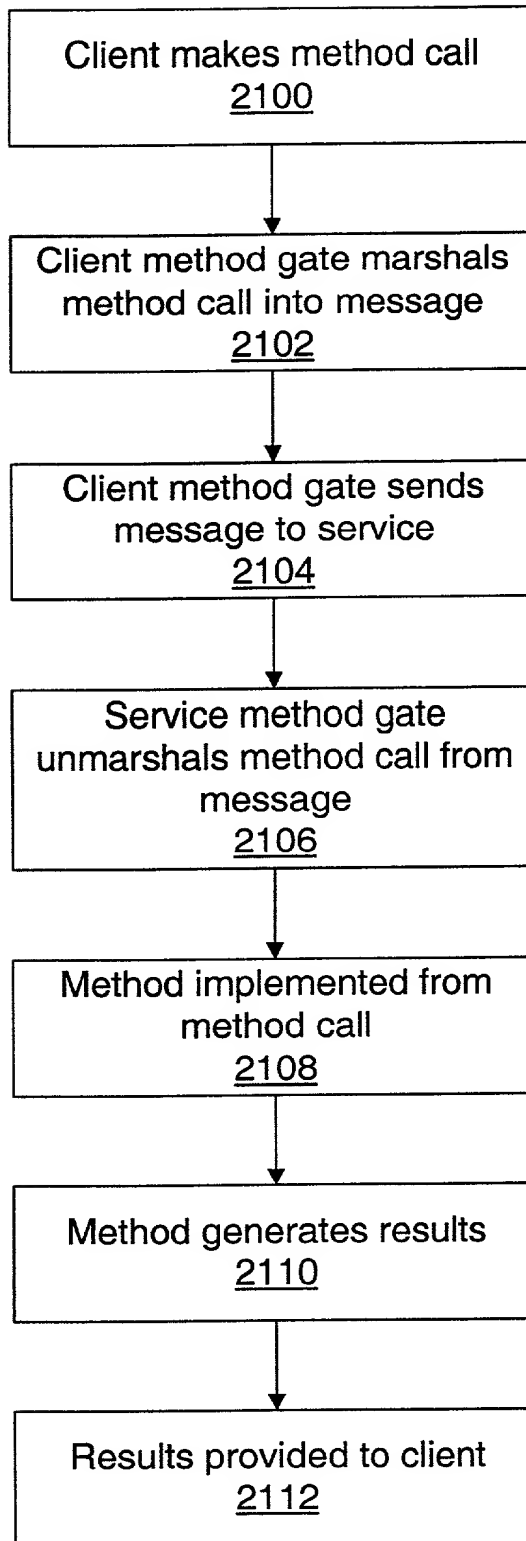 Client makes method call
2100
Client method gate marshals
method call into message
2102
Client method gate sends
message to service
2104
Service method gate
unmarshals method call from
message
2106
Method implemented from
method call
2108
Method generates results
2110
Results provided to client
2112